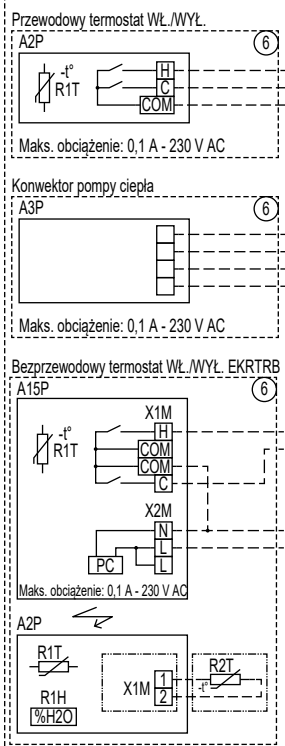 Przewodowy termostat WŁ./WYŁ.
A2P
6
-t°
R1T
H
C
COM
Maks. obciążenie: 0,1 A - 230 V AC
Konwektor pompy ciepła
A3P
6
Maks. obciążenie: 0,1 A - 230 V AC
Bezprzewodowy termostat WŁ./WYŁ. EKRTRB
A15P
6
X1M
-t°
R1T
H
COM
COM
C
X2M
N
L
L
PC
Maks. obciążenie: 0,1 A - 230 V AC
A2P
R1T
R1H
%H2O
X1M
1
2
R2T
-t°